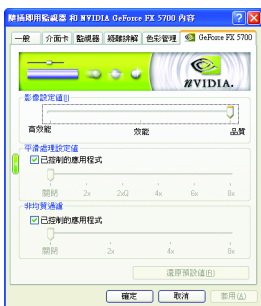 隨插即用監視器 和 NVIDIA GeForce FX 5700 內容
一般 介面卡 監視器 疑難排解 色彩管理 GeForce FX 5700
NVIDIA.
影像設定值(I)
高效能 效能 品質
平滑處理設定值
已控制的應用程式
關閉 2x 2xQ 4x 6x 8x
非均質過濾
已控制的應用程式
關閉 2x 4x 8x
還原預設值(R)
確定 取消 套用(A)